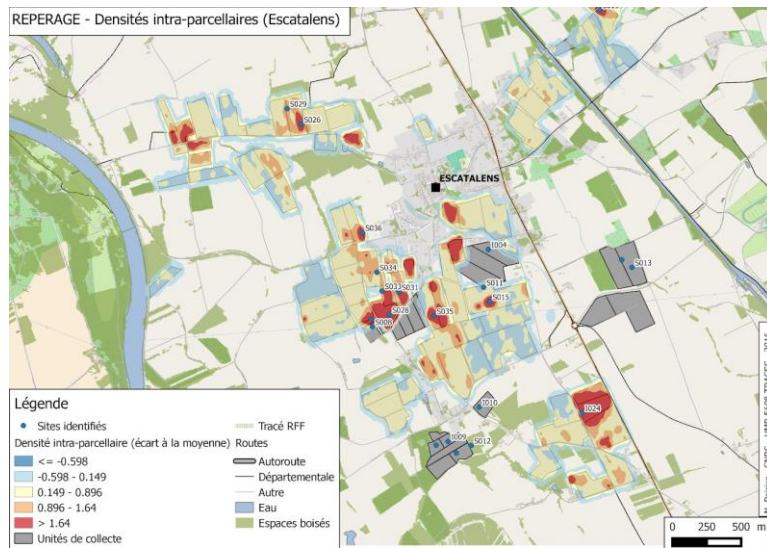 REPERAGE - Densités intra-parcellaires (Escatalens)
S029
S026
ESCATALENS
S036
I004
S013
S034
S011
S033
S031
S015
S028
S035
S008
I024
I010
I009
S012
Légende
Sites identifiés
Tracé RFF
Densité intra-parcellaire (écart à la moyenne)
<= -0.598
-0.598 - 0.149
0.149 - 0.896
0.896 - 1.64
> 1.64
Unités de collecte
Routes
Autoroute
Départementale
Autre
Eau
Espaces boisés
0 250 500 m